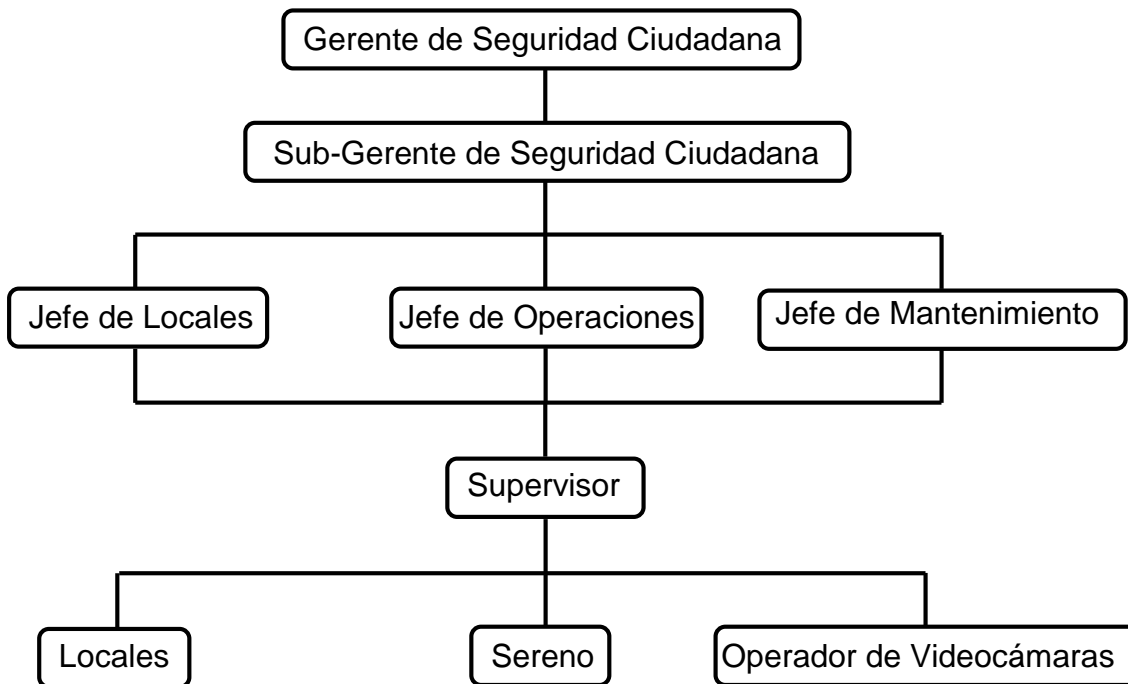 Gerente de Seguridad Ciudadana
Sub-Gerente de Seguridad Ciudadana
Jefe de Locales
Jefe de Operaciones
Jefe de Mantenimiento
Supervisor
Locales
Sereno
Operador de Videocámaras